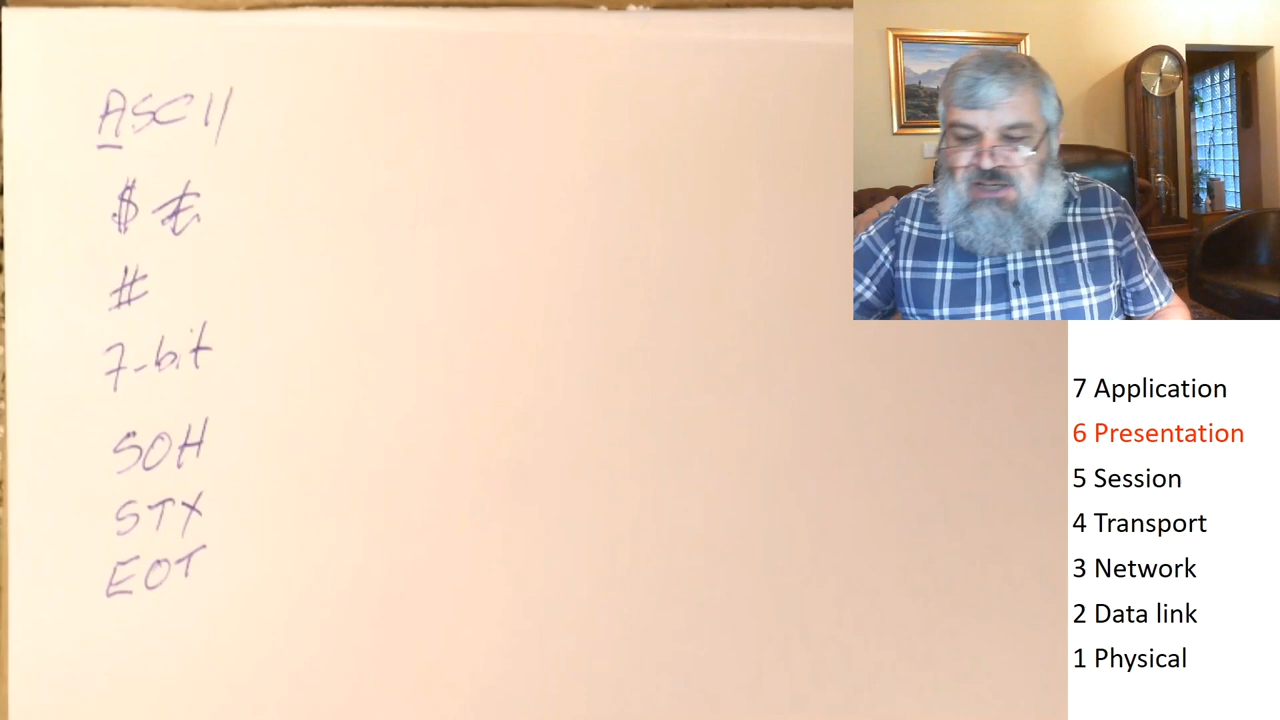 ASCII
$ £
#
7-bit
SOH
STX
EOT
7 Application
6 Presentation
5 Session
4 Transport
3 Network
2 Data link
1 Physical